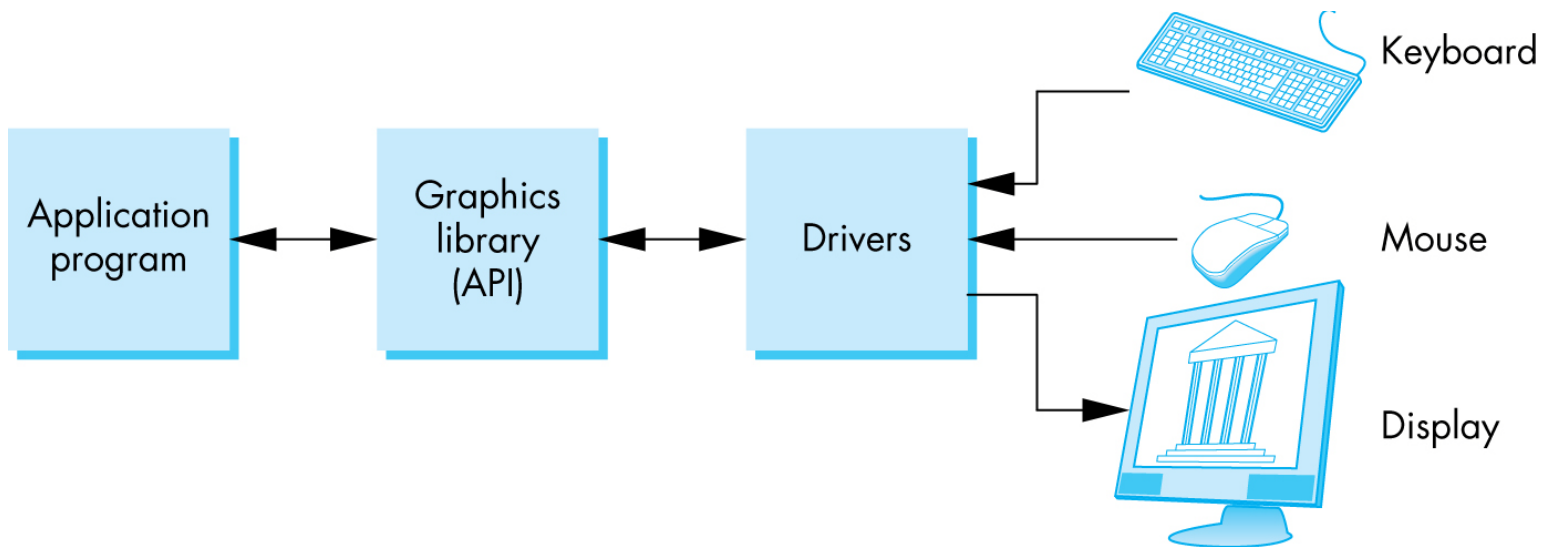 Application
program
Graphics
library
(API)
Drivers
Keyboard
Mouse
Display